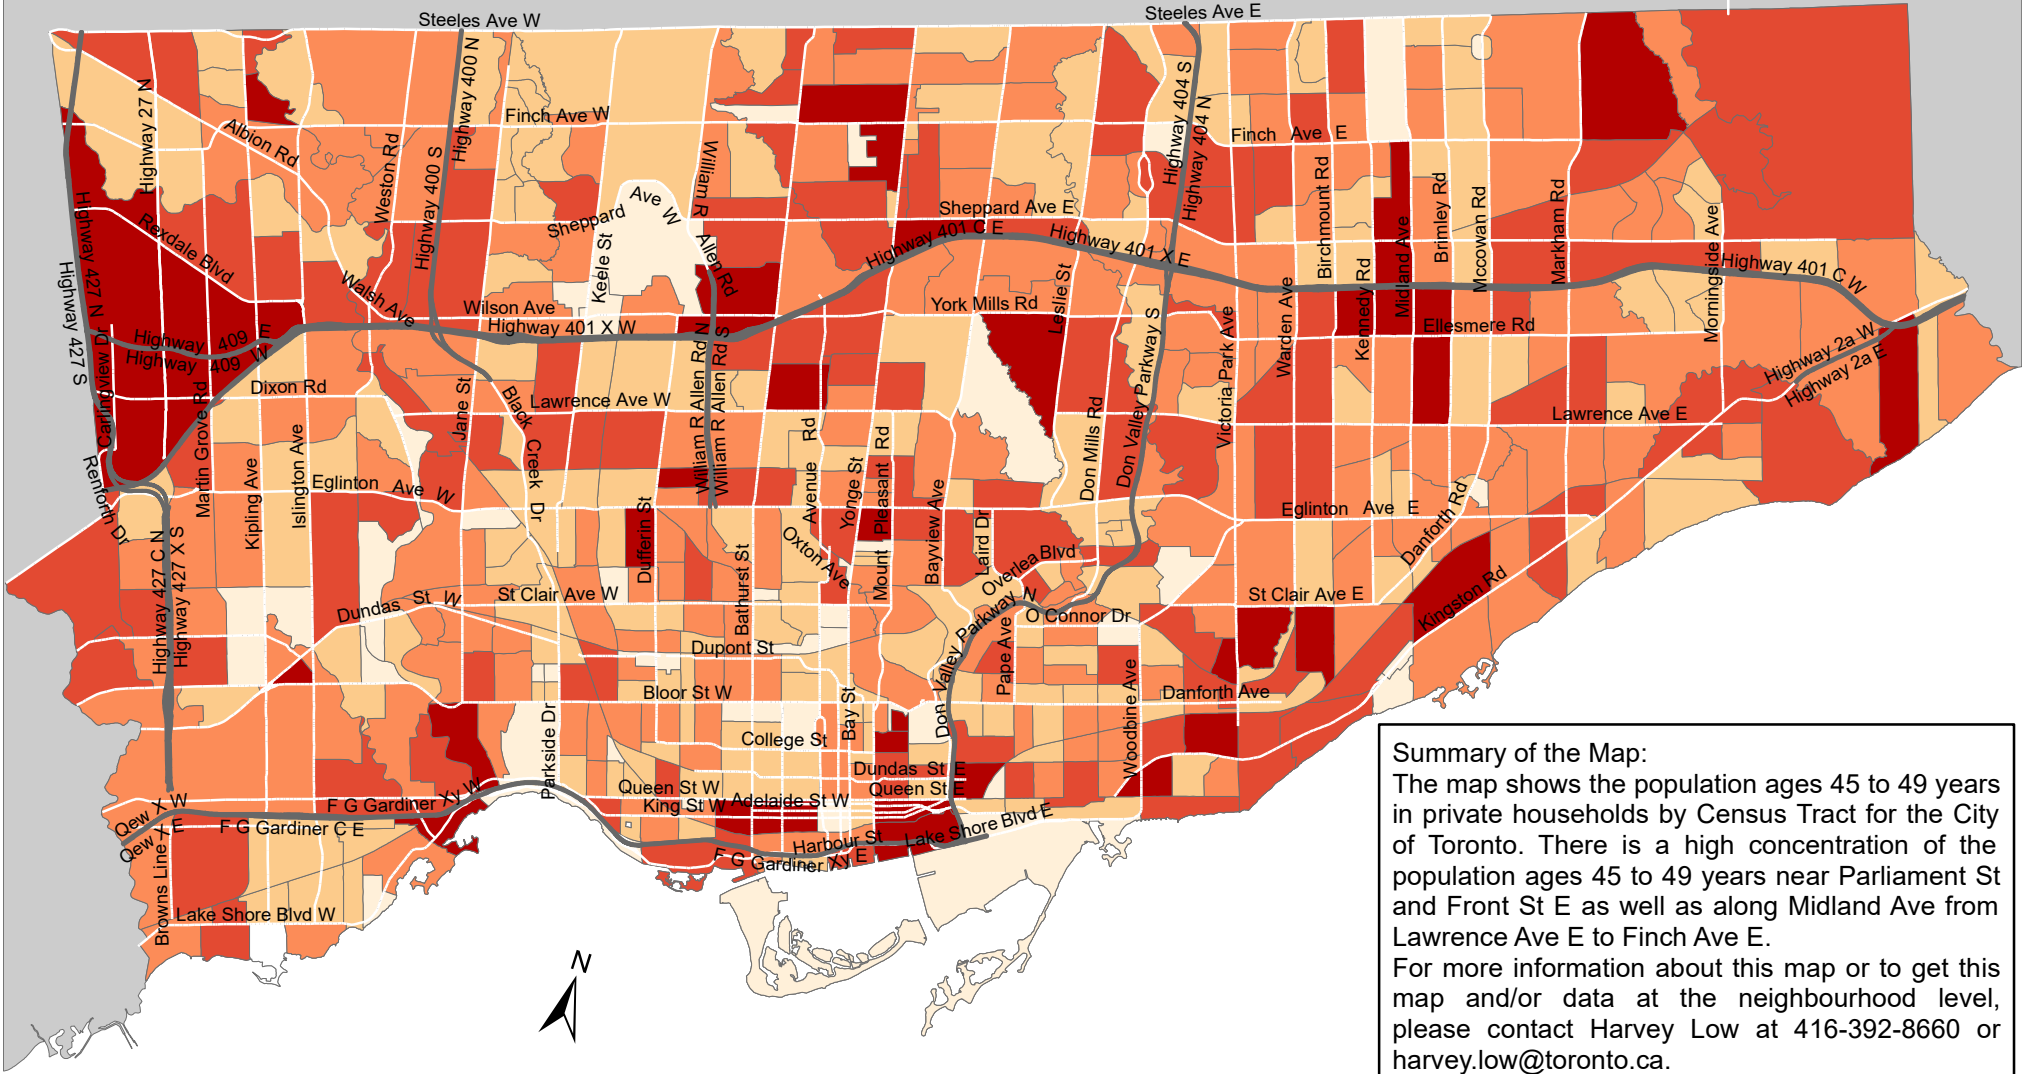 Steeles Ave W
Steeles Ave E
Highway 27 N
Albion Rd
Weston Rd
Highway 400 N
Highway 400 S
Finch Ave W
William R
Highway 404 S
Highway 404 N
Finch Ave E
Birchmount Rd
Brimley Rd
Mccowan Rd
Markham Rd
Morningside Ave
Highway 427 N
Highway 427 S
Rexdale Blvd
Sheppard Ave W
Keele St
Allen Rd
Sheppard Ave E
Highway 401 C E
Highway 401 X E
Leslie St
Warden Ave
Kennedy Rd
Midland Ave
Highway 401 C W
Walsh Ave
Wilson Ave
Highway 401 X W
York Mills Rd
Ellesmere Rd
Carlingview Dr
Highway 409 E
Highway 409 W
Dixon Rd
Martin Grove Rd
Jane St
Black Creek Dr
Lawrence Ave W
William R Allen Rd N
William R Allen Rd S
Don Mills Rd
Don Valley Parkway S
Victoria Park Ave
Highway 2a W
Highway 2a E
Lawrence Ave E
Renforth Dr
Kipling Ave
Islington Ave
Eglinton Ave W
Dufferin St
Avenue Rd
Yonge St
Mount Pleasant Rd
Bayview Ave
Laird Dr
Eglinton Ave E
Danforth Rd
Highway 427 C N
Highway 427 X S
Dundas St W
St Clair Ave W
Bathurst St
Oxton Ave
Overlea Blvd
O Connor Dr
St Clair Ave E
Kingston Rd
Dupont St
Don Valley Parkway N
Pape Ave
Woodbine Ave
Bloor St W
Bay St
Danforth Ave
Parkside Dr
College St
Dundas St E
Queen St W
Queen St E
King St W
Adelaide St W
Qew X W
Qew X E
F G Gardiner Xy W
F G Gardiner C E
Harbour St
Lake Shore Blvd E
F G Gardiner Xy E
Browns Line
Lake Shore Blvd W
N
Summary of the Map:
The map shows the population ages 45 to 49 years
in private households by Census Tract for the City
of Toronto. There is a high concentration of the
population ages 45 to 49 years near Parliament St
and Front St E as well as along Midland Ave from
Lawrence Ave E to Finch Ave E.
For more information about this map or to get this
map and/or data at the neighbourhood level,
please contact Harvey Low at 416-392-8660 or
harvey.low@toronto.ca.